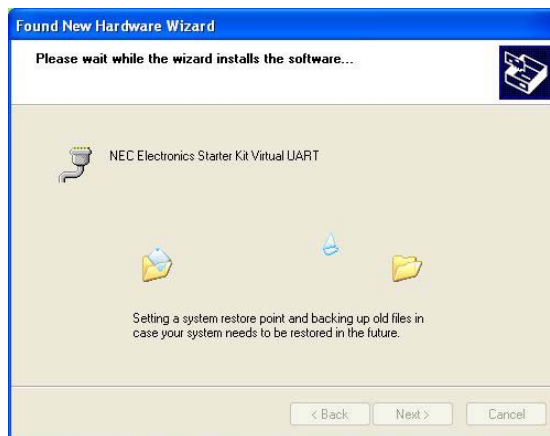 Found New Hardware Wizard
Please wait while the wizard installs the software...
NEC Electronics Starter Kit Virtual UART
Setting a system restore point and backing up old files in
case your system needs to be restored in the future.
< Back Next > Cancel